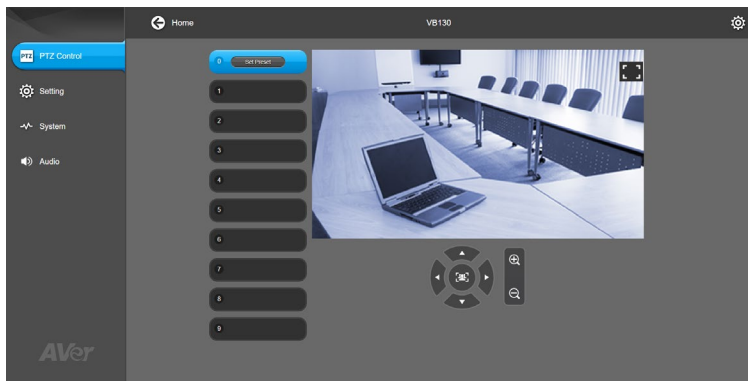 Home
VB130
PTZ PTZ Control
Setting
System
Audio
0 Set Preset
1
2
3
4
5
6
7
8
9
AVer